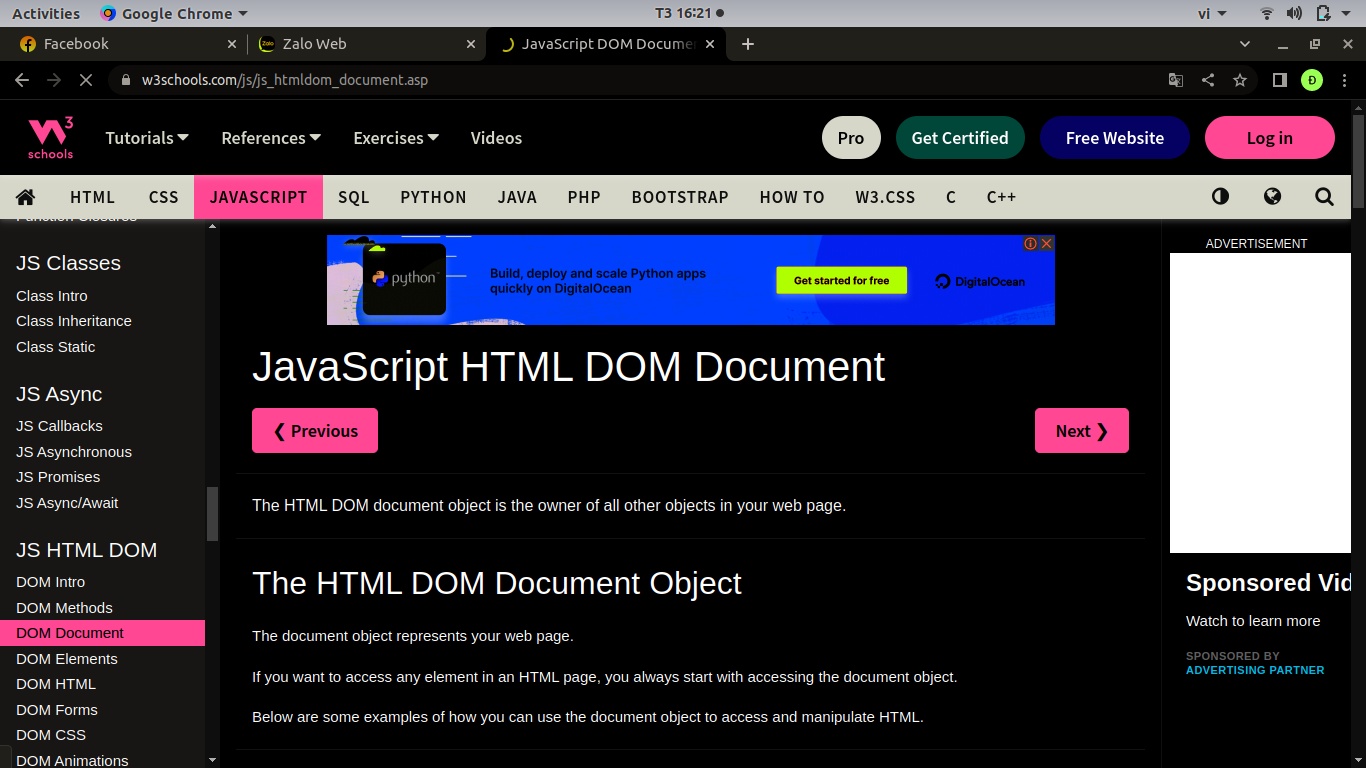 Activities Google Chrome T3 16:21 vi
Facebook Zalo Web JavaScript DOM Docume
w3schools.com/js/js_htmldom_document.asp Đ
W3 schools Tutorials References Exercises Videos Pro Get Certified Free Website Log in
HTML CSS JAVASCRIPT SQL PYTHON JAVA PHP BOOTSTRAP HOW TO W3.CSS C C++
Function Closures
JS Classes
Class Intro
Class Inheritance
Class Static
JS Async
JS Callbacks
JS Asynchronous
JS Promises
JS Async/Await
JS HTML DOM
DOM Intro
DOM Methods
DOM Document
DOM Elements
DOM HTML
DOM Forms
DOM CSS
DOM Animations
python
Build, deploy and scale Python apps
quickly on DigitalOcean
Get started for free
DigitalOcean
JavaScript HTML DOM Document
❮ Previous
Next ❯
The HTML DOM document object is the owner of all other objects in your web page.
The HTML DOM Document Object
The document object represents your web page.
If you want to access any element in an HTML page, you always start with accessing the document object.
Below are some examples of how you can use the document object to access and manipulate HTML.
ADVERTISEMENT
Sponsored Vid
Watch to learn more
SPONSORED BY
ADVERTISING PARTNER